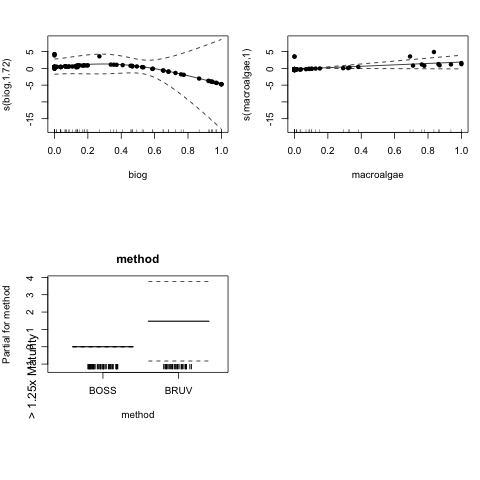 s(biog,1.72)
5
0
-5
-15
0.0 0.2 0.4 0.6 0.8 1.0
biog
s(macroalgae,1)
5
0
-5
-15
0.0 0.2 0.4 0.6 0.8 1.0
macroalgae
method
Partial for method
> 1.25x Maturity
4
3
2
1
0
BOSS BRUV
method